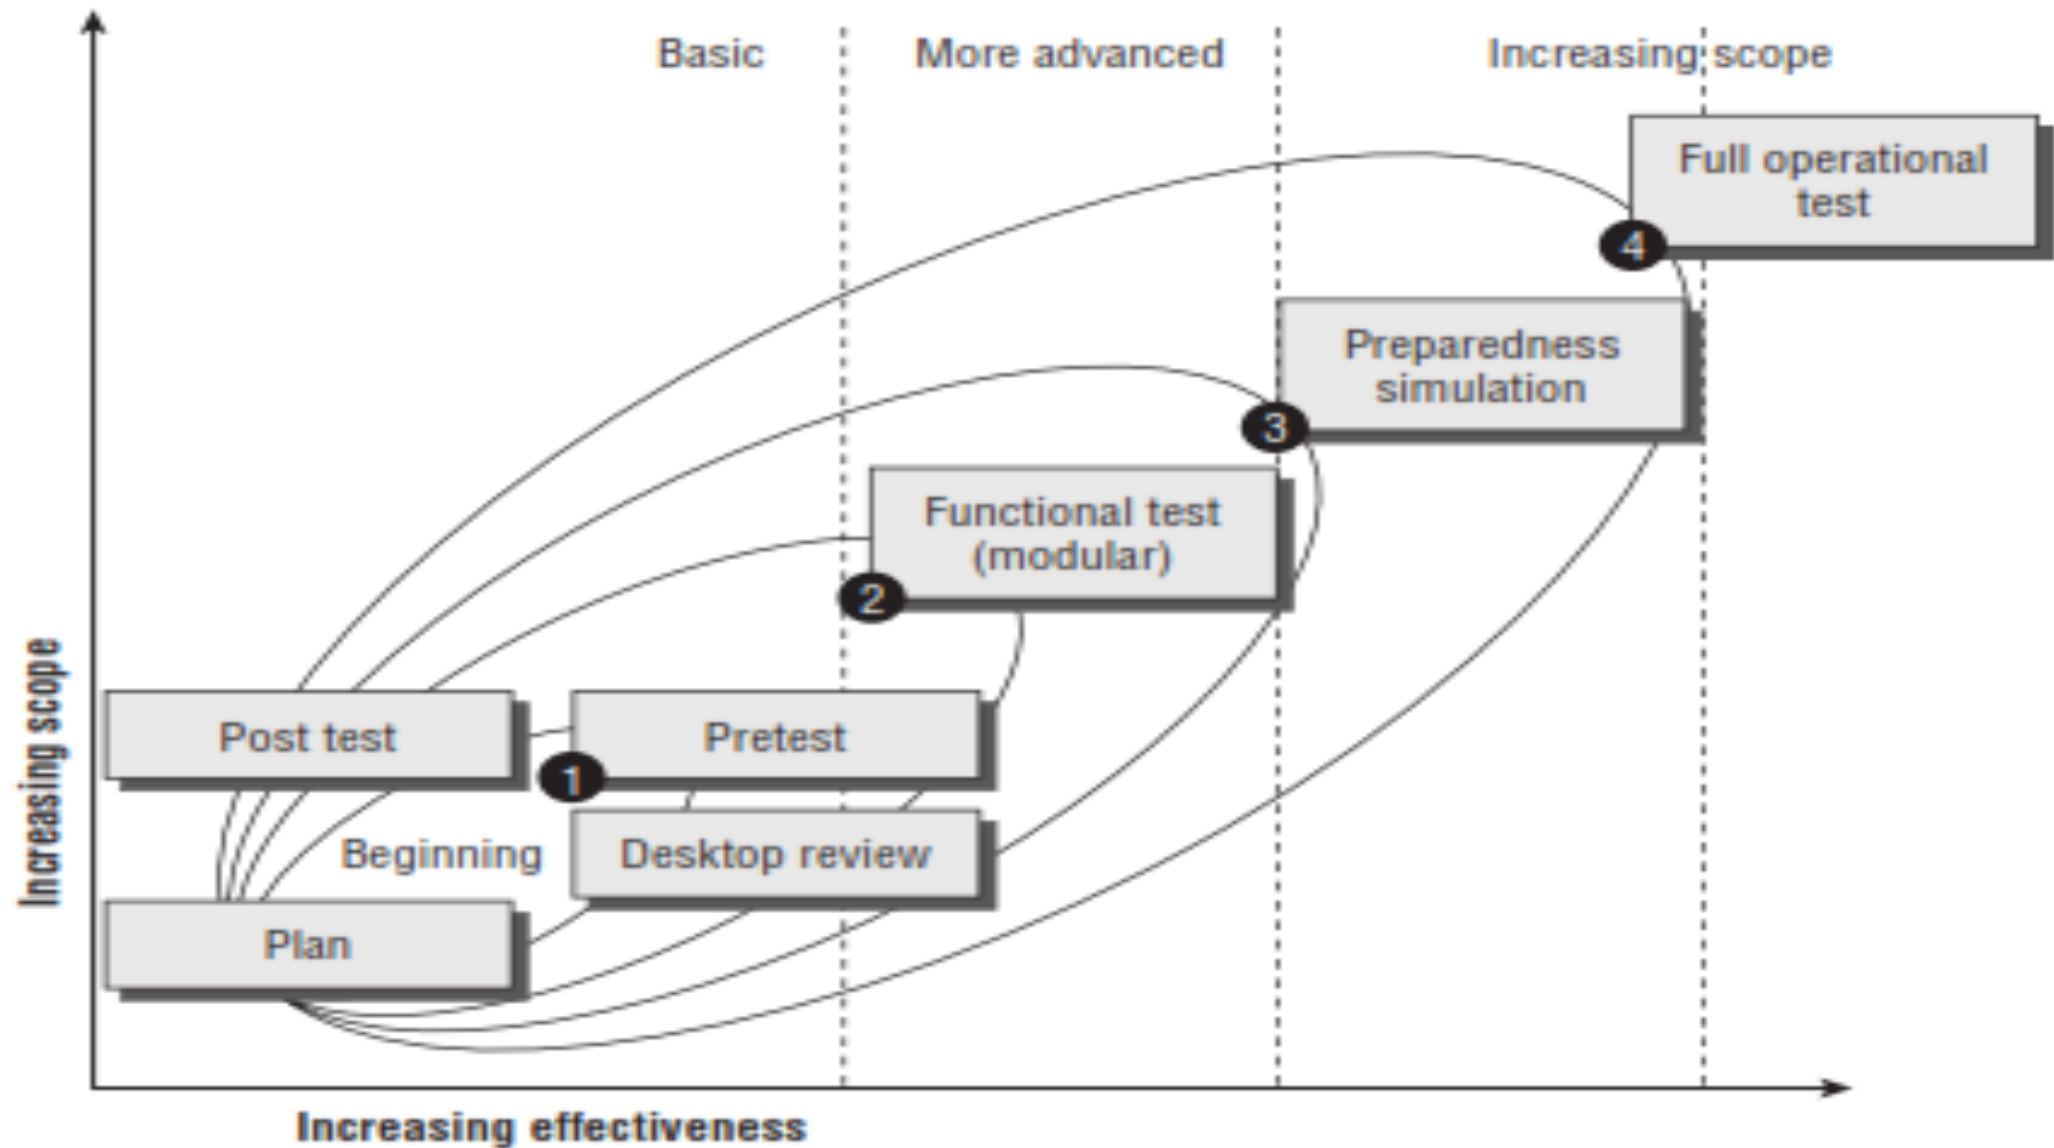 Basic
More advanced
Increasing scope
Full operational
test
4
Preparedness
simulation
3
Functional test
(modular)
2
Increasing scope
Post test
Pretest
1
Beginning
Desktop review
Plan
Increasing effectiveness